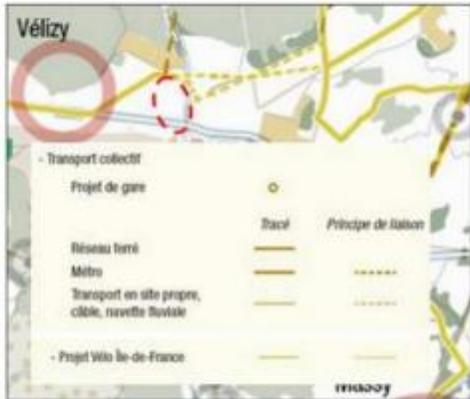 Vélizy
- Transport collectif
Projet de gare
Tracé Principe de liaison
Réseau ferré
Métro
Transport en site propre,
câble, navette fluviale
- Projet Vélo Île-de-France
Massy